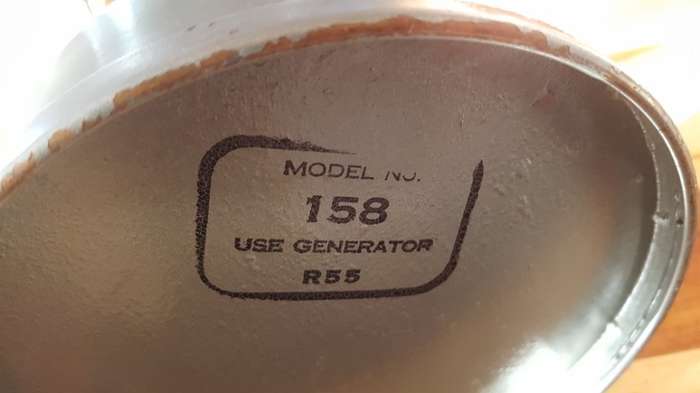 MODEL NO.
158
USE GENERATOR
R55